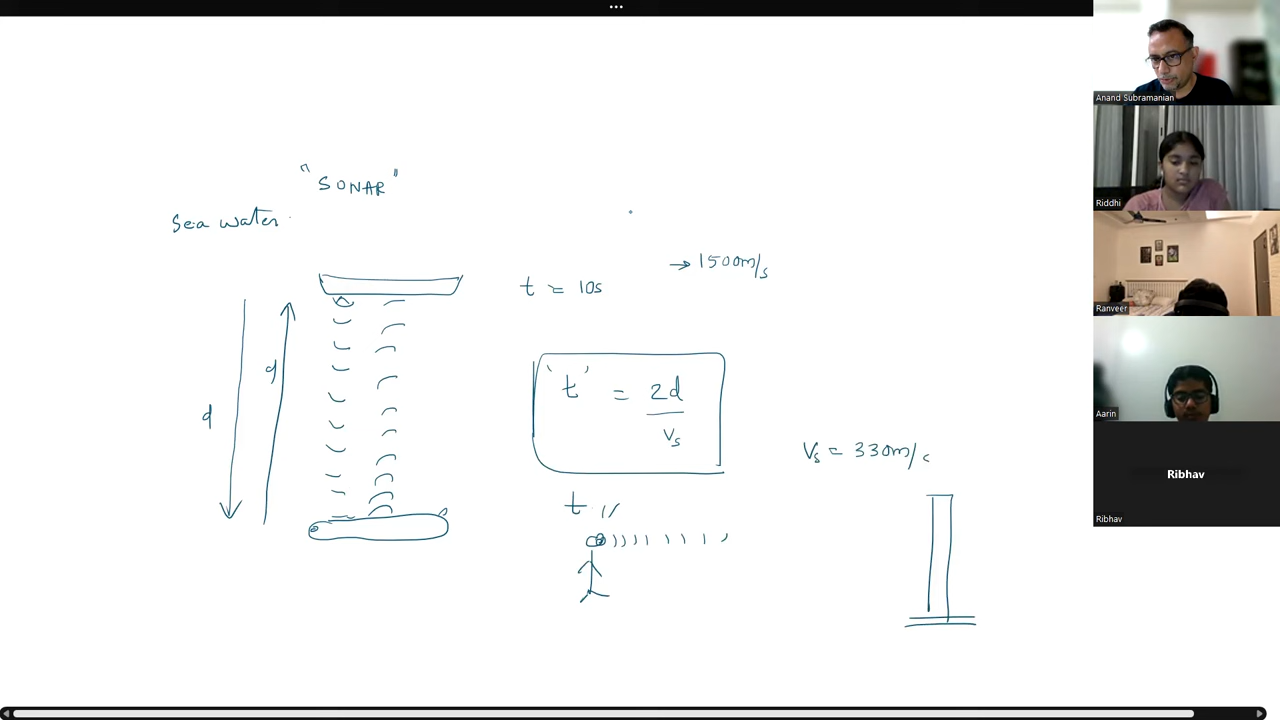 "SONAR"
Sea water.
→ 1500m/s
t = 10s
d
d
't' = 2d/vs
Vs = 330m/s
t
Anand Subramanian
Riddhi
Ranveer
Aarin
Ribhav
Ribhav